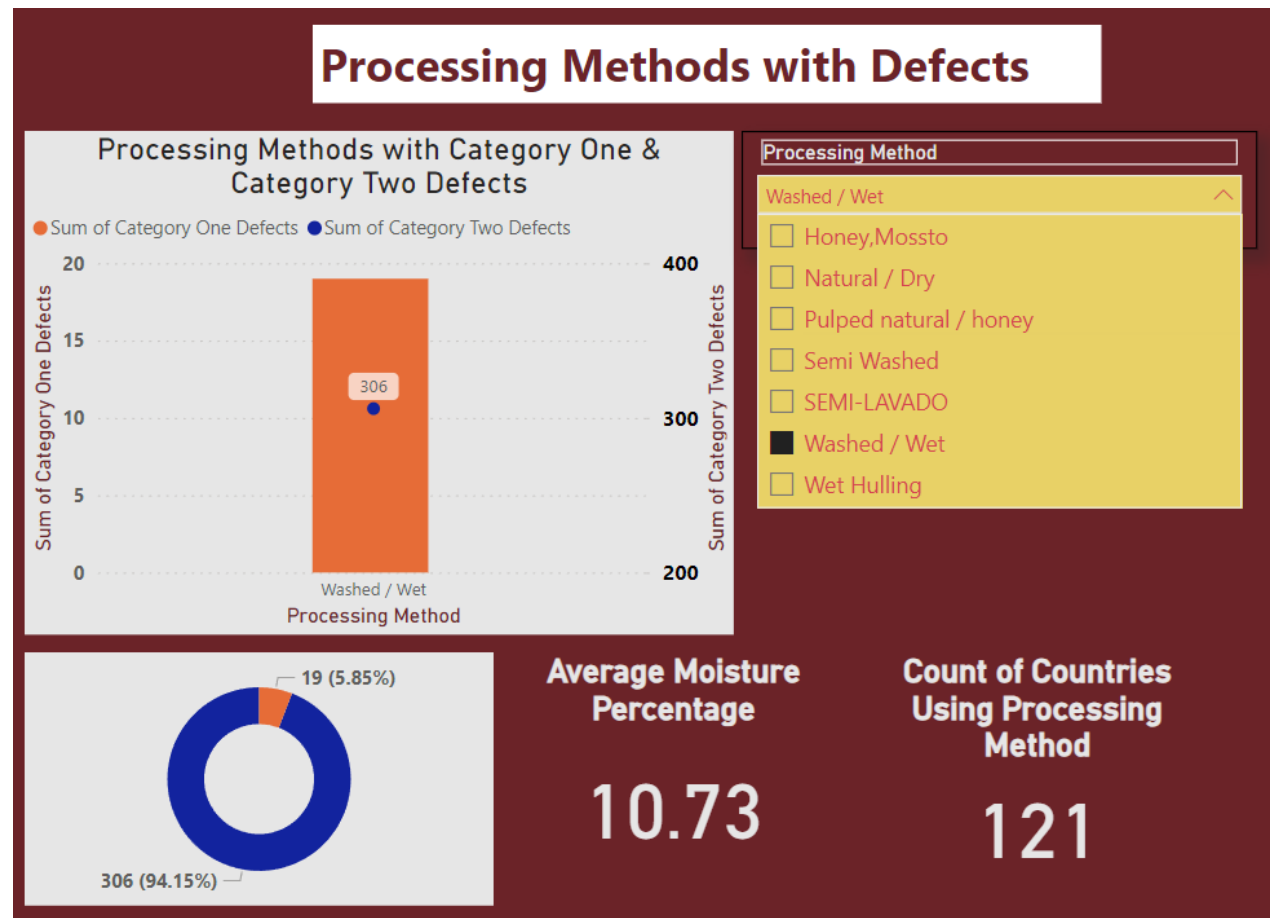 Processing Methods with Defects
Processing Methods with Category One &
Category Two Defects
Sum of Category One Defects Sum of Category Two Defects
Sum of Category One Defects
20
15
10
5
0
306
400
300
200
Sum of Category Two Defects
Washed / Wet
Processing Method
Processing Method
Washed / Wet
Honey,Mossto
Natural / Dry
Pulped natural / honey
Semi Washed
SEMI-LAVADO
Washed / Wet
Wet Hulling
19 (5.85%)
306 (94.15%)
Average Moisture
Percentage
10.73
Count of Countries
Using Processing
Method
121